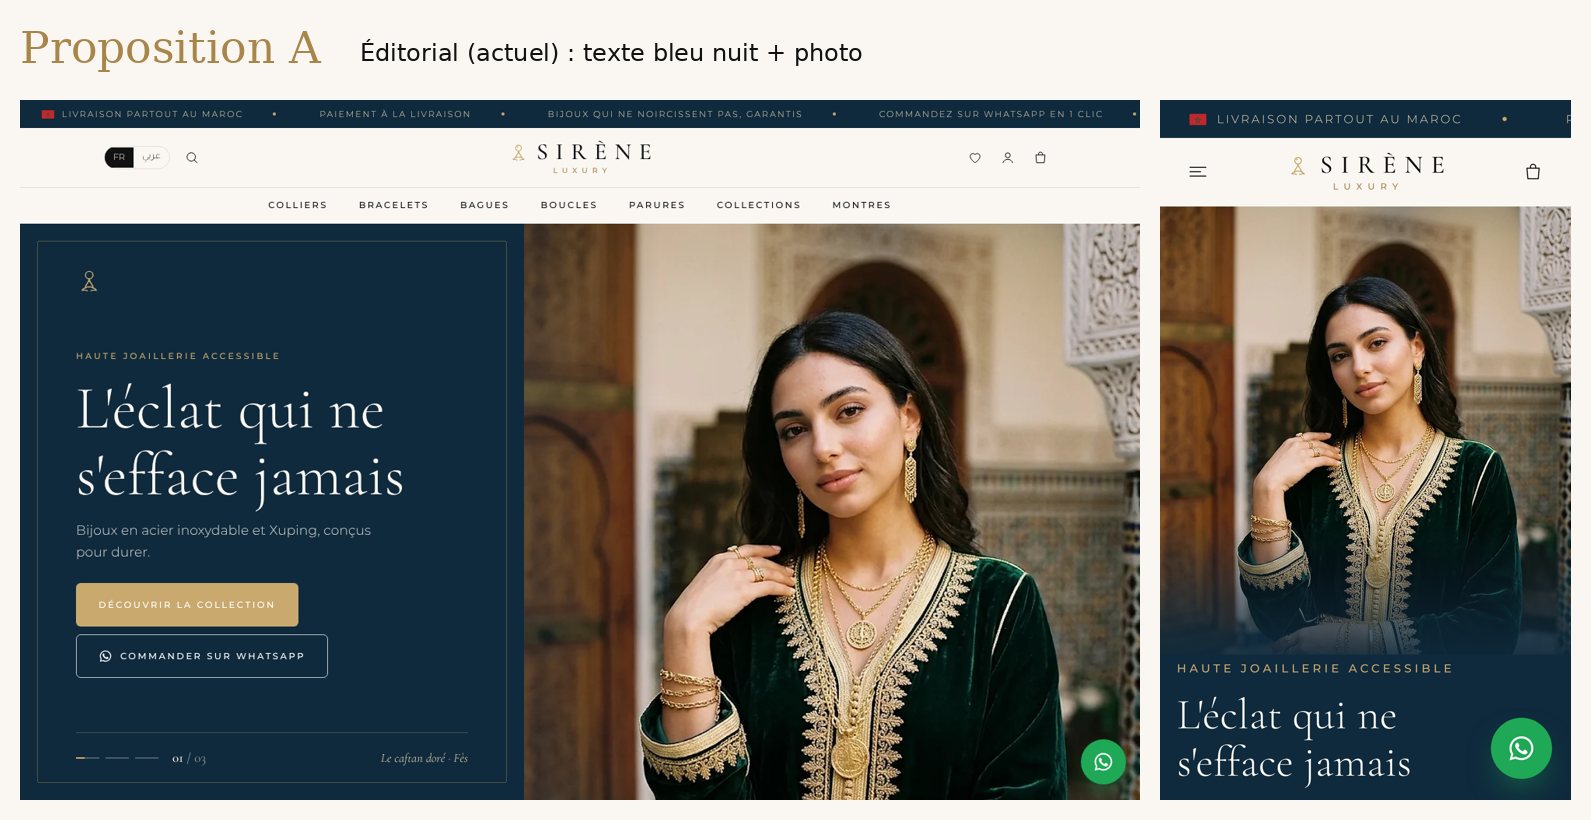 Proposition A
Éditorial (actuel) : texte bleu nuit + photo
LIVRAISON PARTOUT AU MAROC • PAIEMENT À LA LIVRAISON • BIJOUX QUI NE NOIRCISSENT PAS, GARANTIS • COMMANDEZ SUR WHATSAPP EN 1 CLIC •
FR عربي
SIRÈNE
LUXURY
COLLIERS BRACELETS BAGUES BOUCLES PARURES COLLECTIONS MONTRES
HAUTE JOAILLERIE ACCESSIBLE
L'éclat qui ne
s'efface jamais
Bijoux en acier inoxydable et Xuping, conçus
pour durer.
DÉCOUVRIR LA COLLECTION
COMMANDER SUR WHATSAPP
01 / 03
Le caftan doré · Fès
LIVRAISON PARTOUT AU MAROC •
SIRÈNE
LUXURY
HAUTE JOAILLERIE ACCESSIBLE
L'éclat qui ne
s'efface jamais